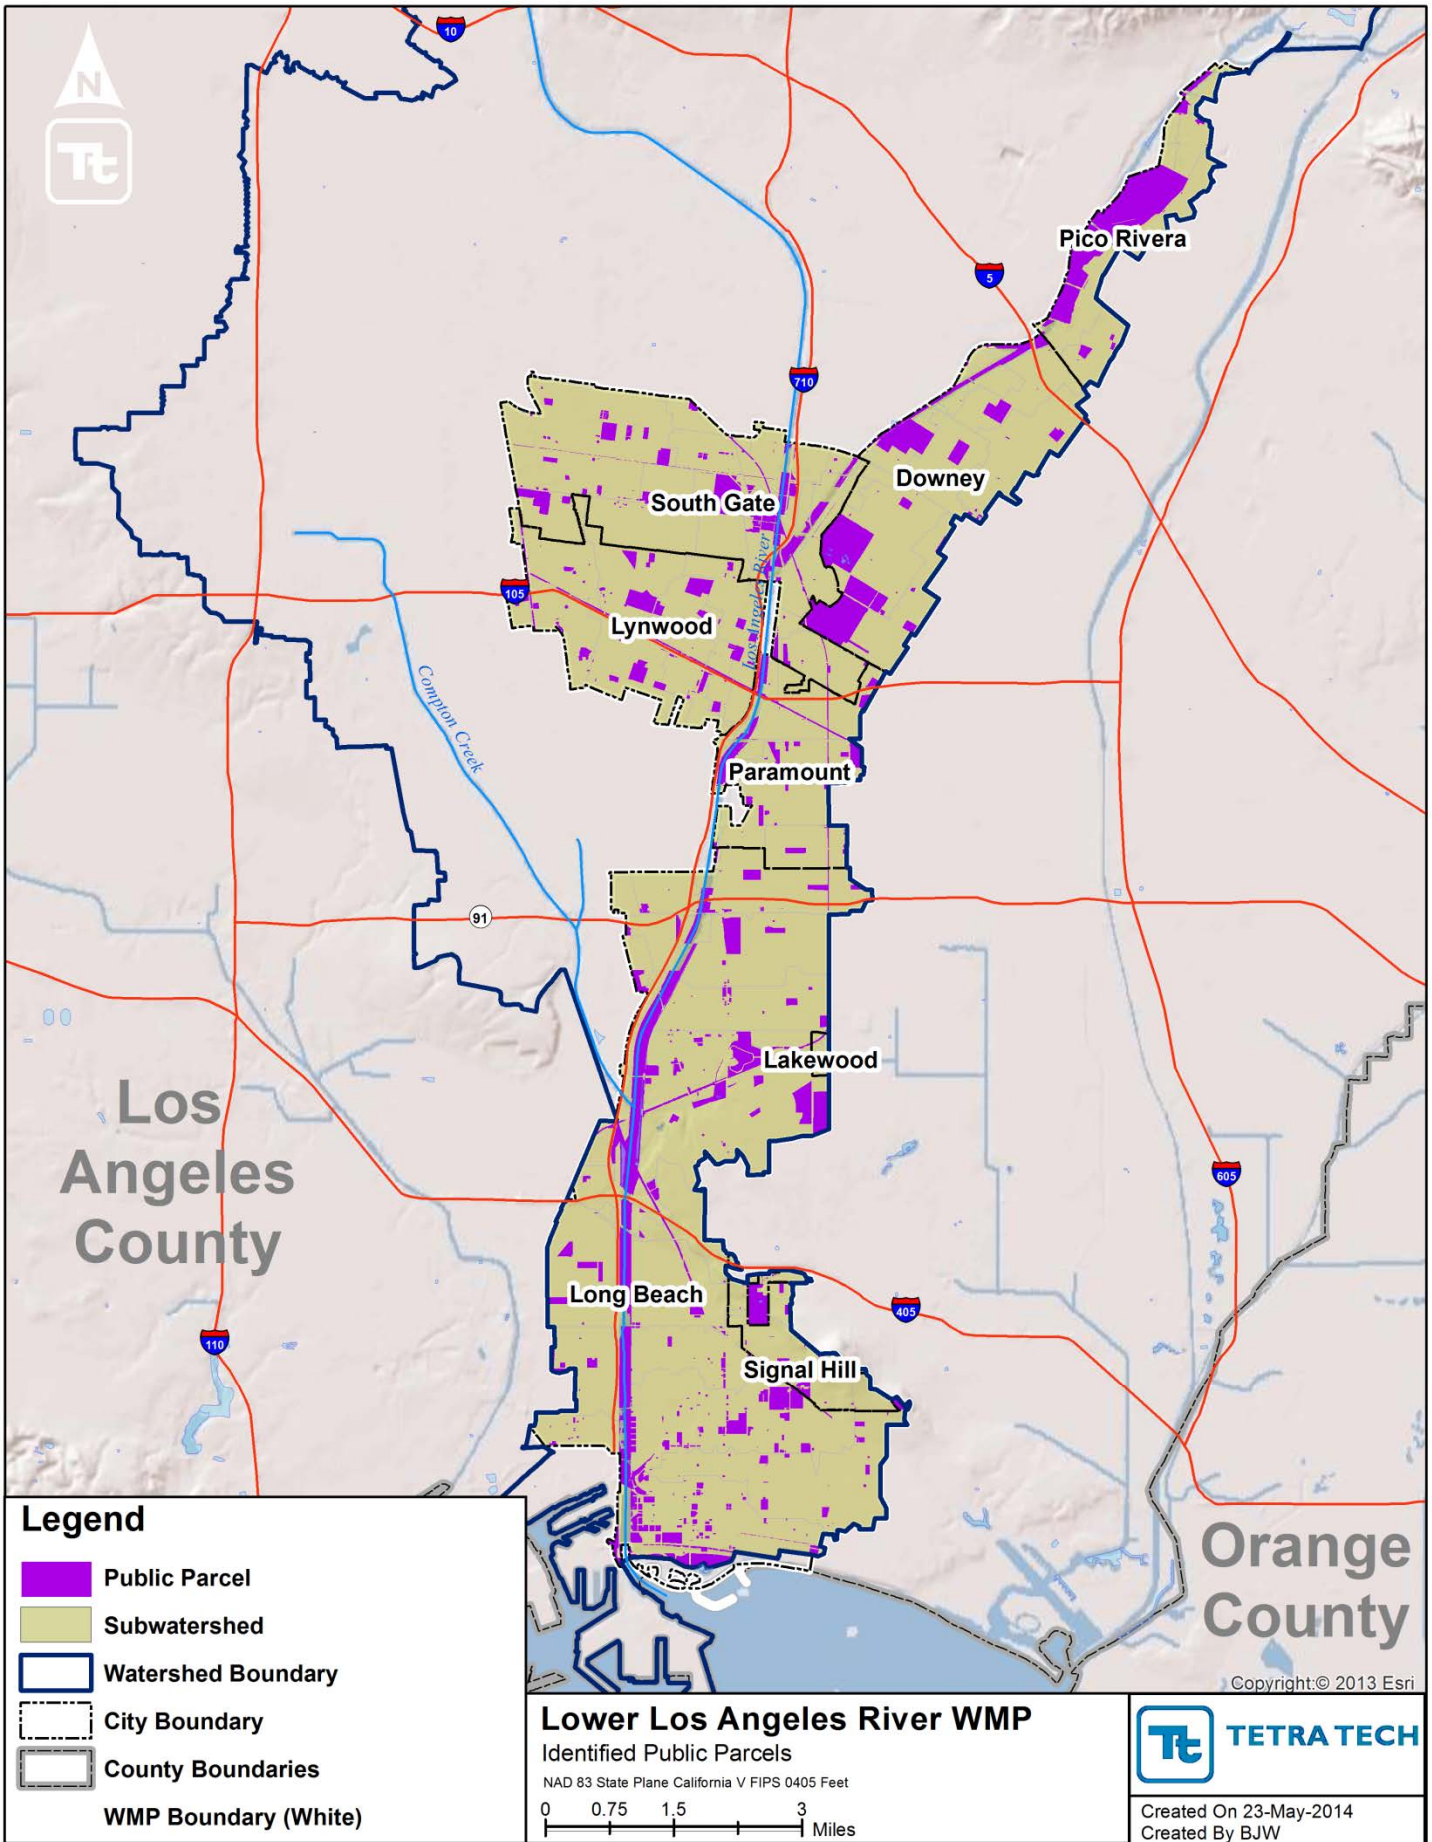 N
Tt
10
5
710
Pico Rivera
Downey
South Gate
Los Angeles River
105
Lynwood
Compton Creek
Paramount
91
Lakewood
Los
Angeles
County
605
Long Beach
405
110
Signal Hill
Orange
County
Copyright:© 2013 Esri
Legend
Public Parcel
Subwatershed
Watershed Boundary
City Boundary
County Boundaries
WMP Boundary (White)
Lower Los Angeles River WMP
Identified Public Parcels
NAD 83 State Plane California V FIPS 0405 Feet
0 0.75 1.5 3
Miles
Tt TETRA TECH
Created On 23-May-2014
Created By BJW